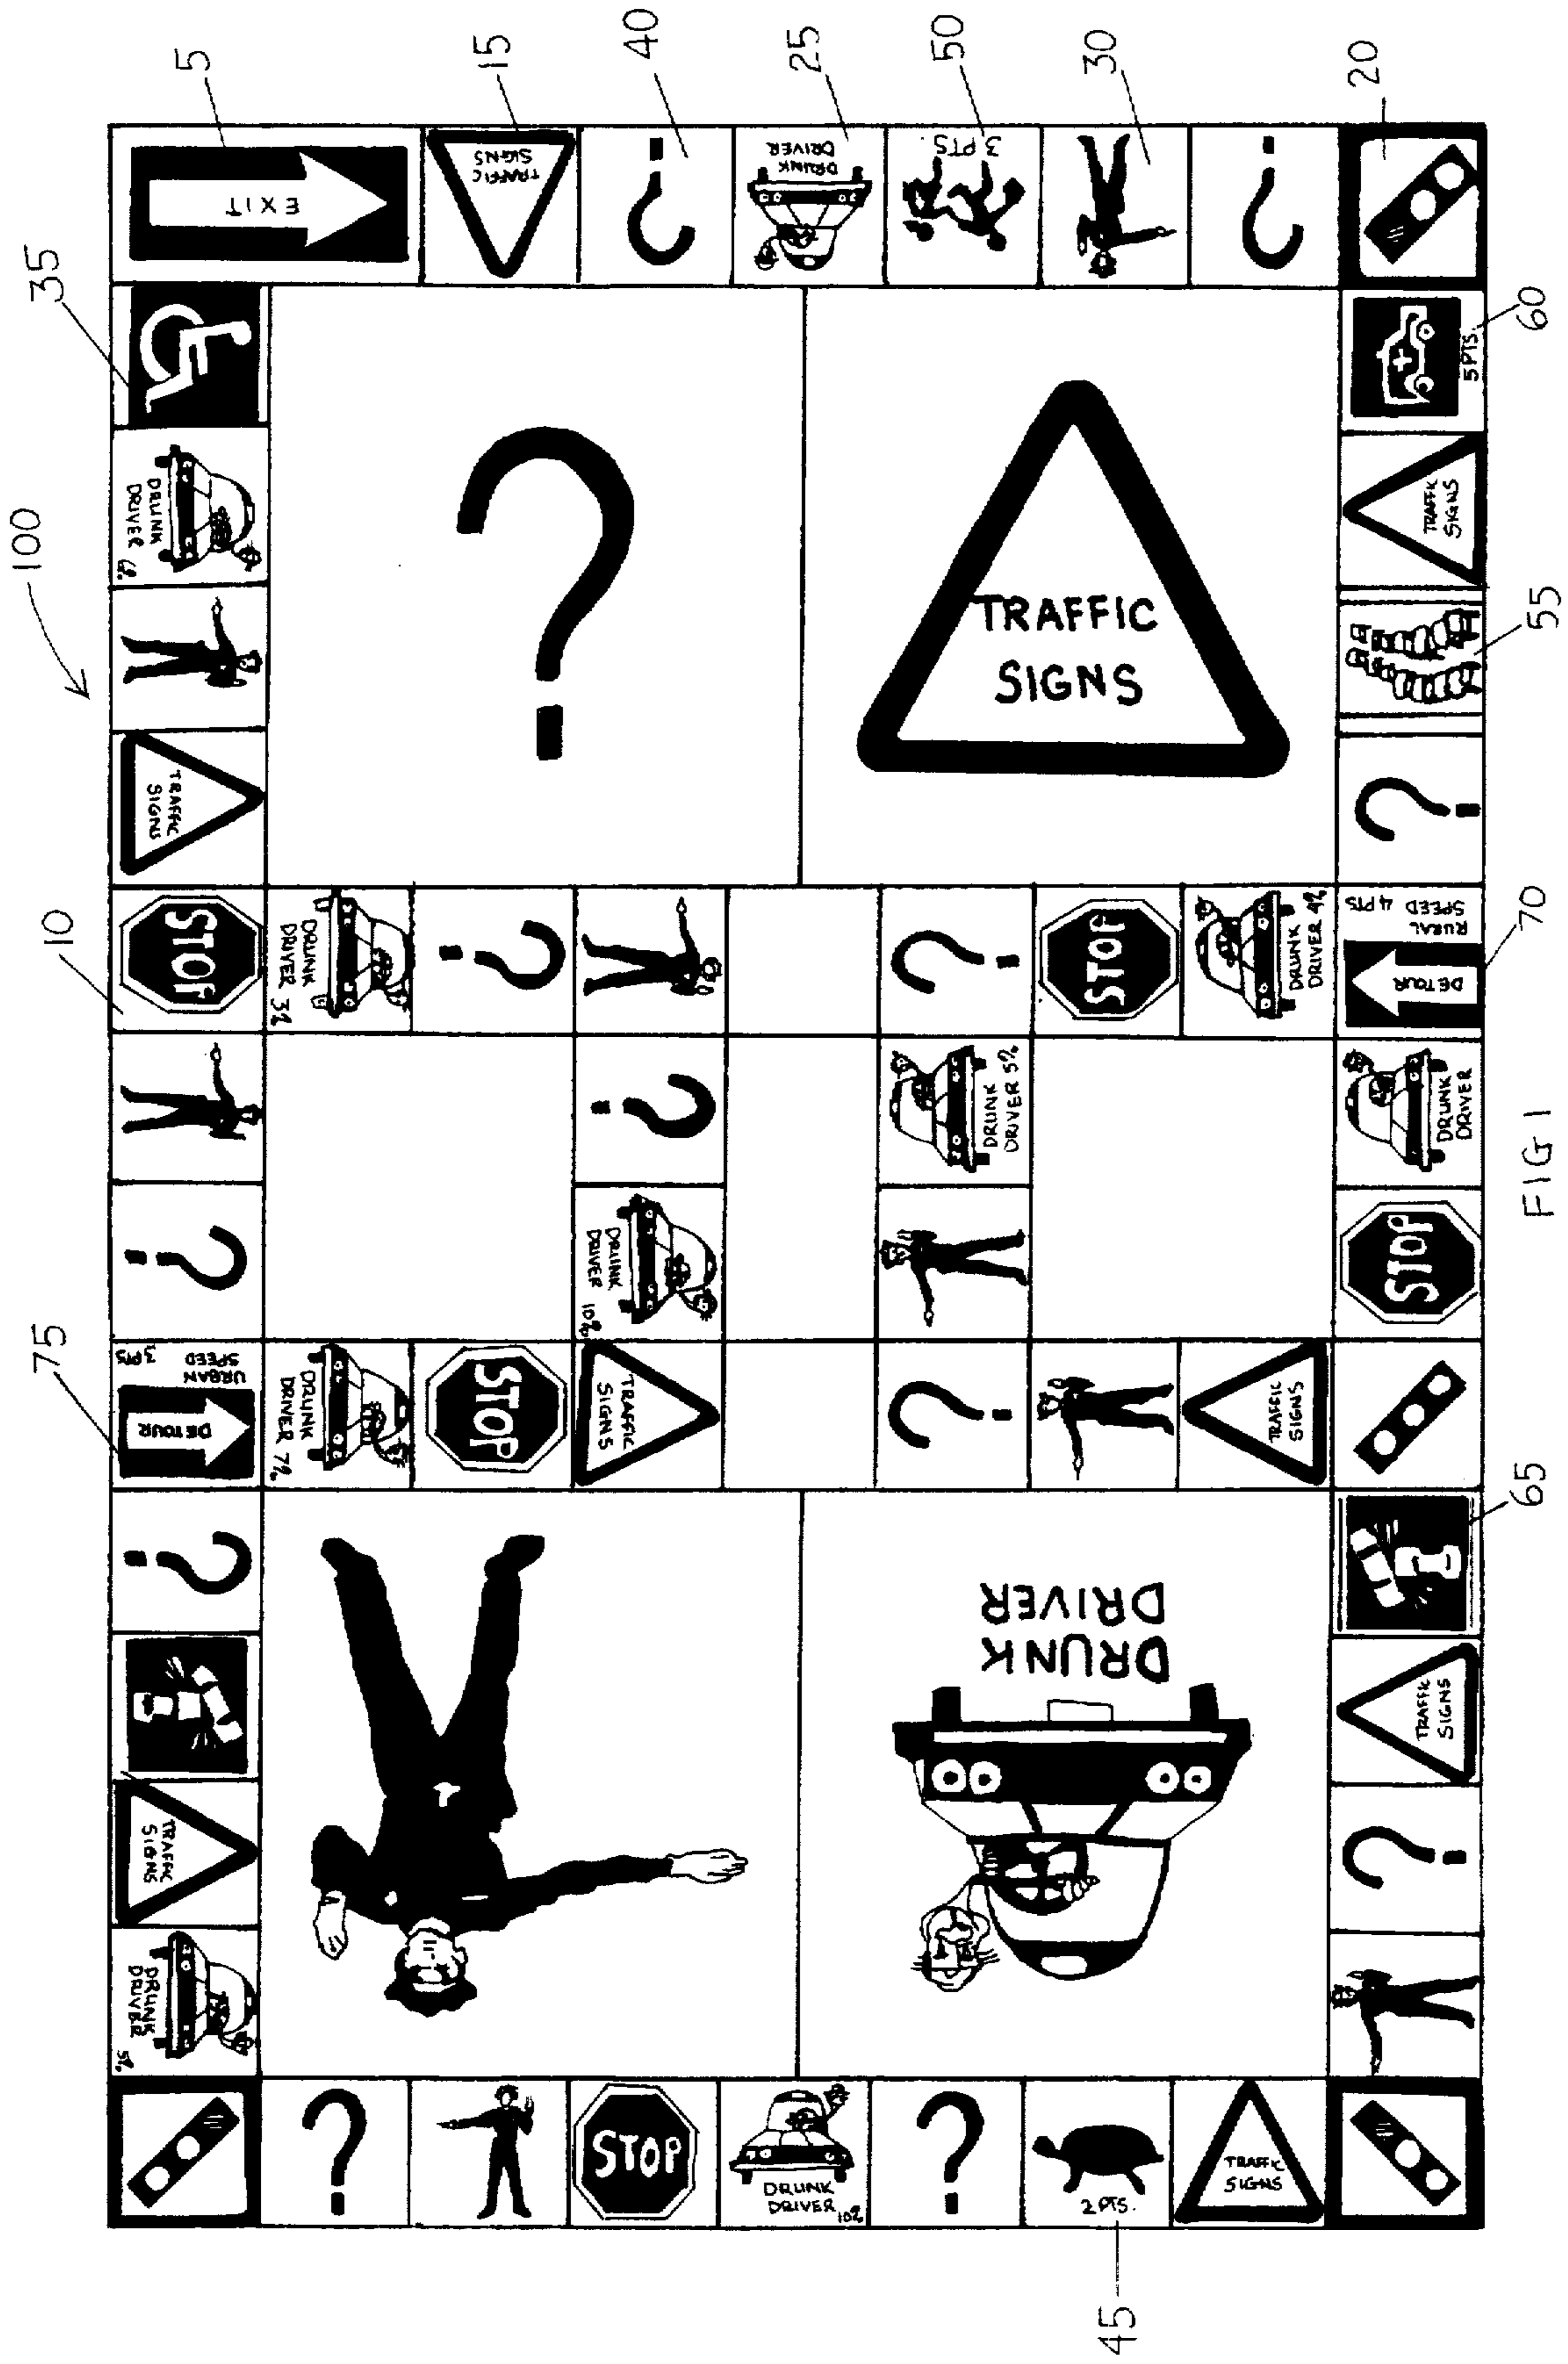 5
15
40
25
50
30
20
35
EXIT
TRAFFIC
SIGNS
DRUNK
DRIVER
3 PTS.
100
DRUNK
DRIVER 6%
60
5 PTS.
TRAFFIC
SIGNS
TRAFFIC
SIGNS
TRAFFIC
SIGNS
55
10
STOP
DRUNK
DRIVER 3%
STOP
DRUNK
DRIVER 4%
RURAL
SPEED 4 PTS
DETOUR
70
DRUNK
DRIVER 5%
DRUNK
DRIVER
DRUNK
DRIVER 10%
STOP
FIG 1
75
URBAN
SPEED
3 PTS
DETOUR
DRUNK
DRIVER 7%
STOP
TRAFFIC
SIGNS
TRAFFIC
SIGNS
65
DRUNK
DRIVER
TRAFFIC
SIGNS
TRAFFIC
SIGNS
DRUNK
DRIVER
5%
STOP
DRUNK
DRIVER 10%
2 PTS.
TRAFFIC
SIGNS
45